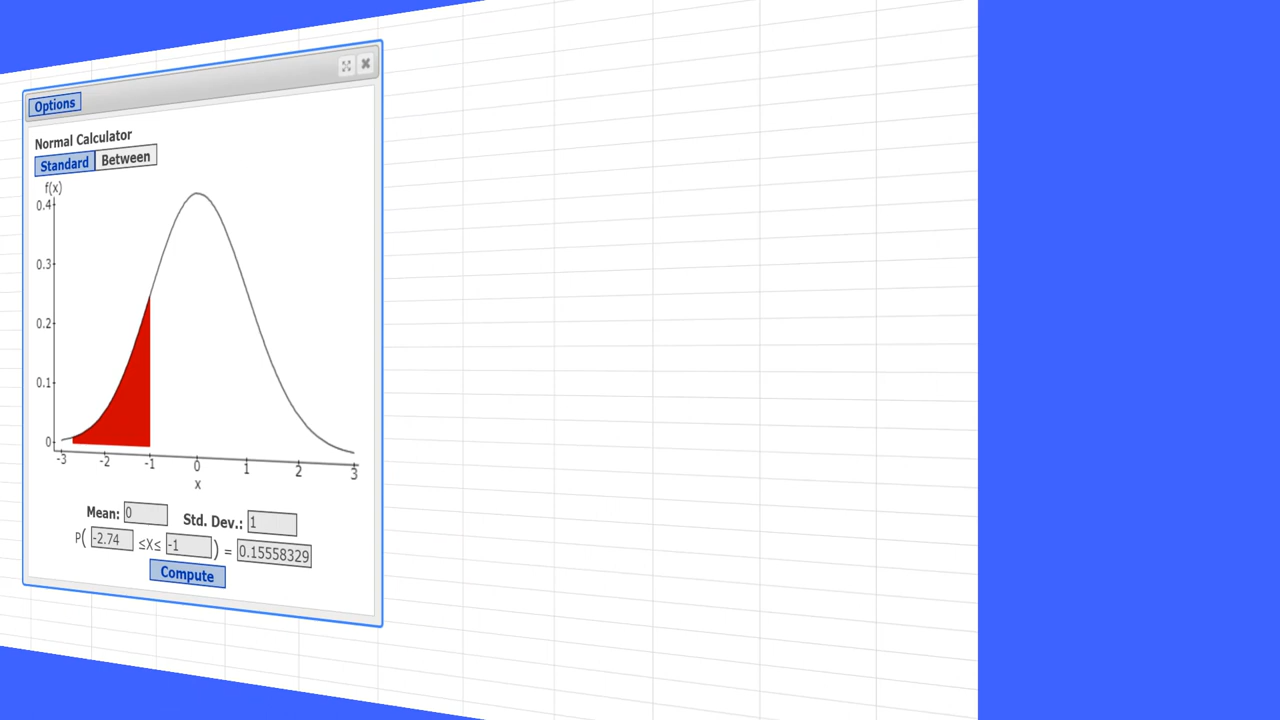 Options
Normal Calculator
Standard Between
f(x)
0.4
0.3
0.2
0.1
0
-3 -2 -1 0 1 2 3
x
Mean: 0 Std. Dev.: 1
P( -2.74 ≤X≤ -1 ) = 0.15558329
Compute